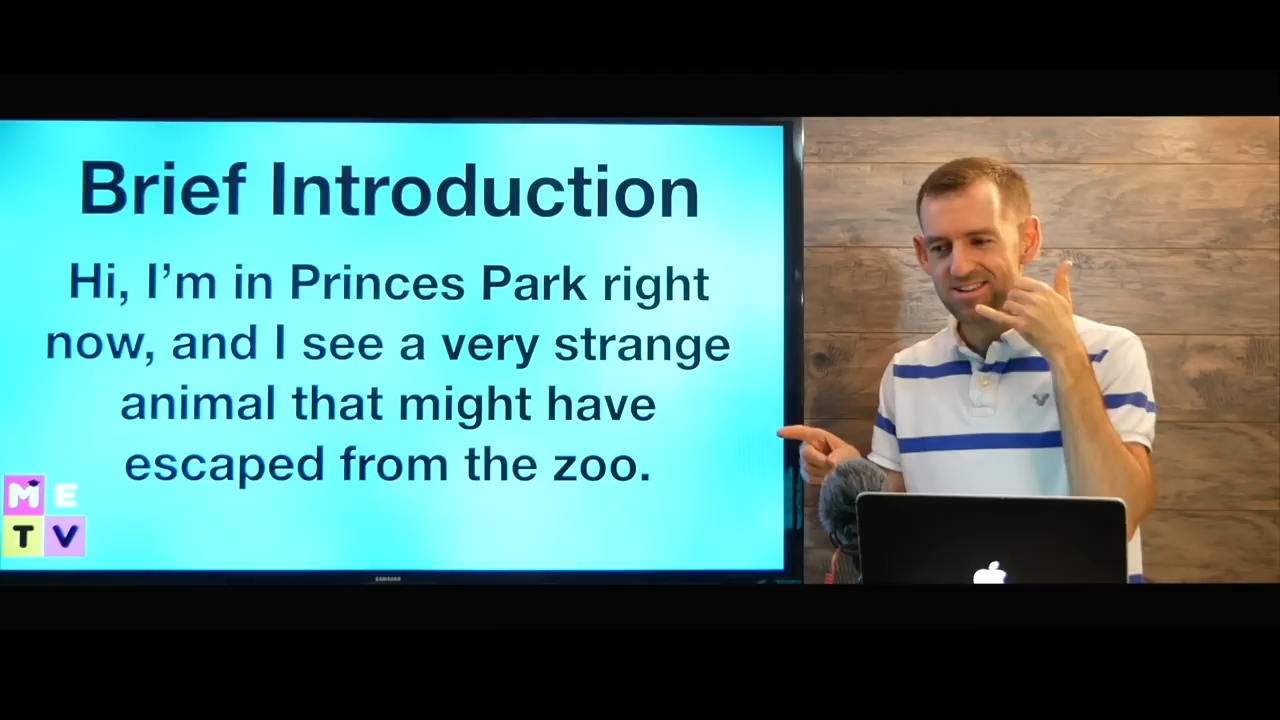 Brief Introduction
Hi, I’m in Princes Park right
now, and I see a very strange
animal that might have
escaped from the zoo.
M E
T V
SAMSUNG